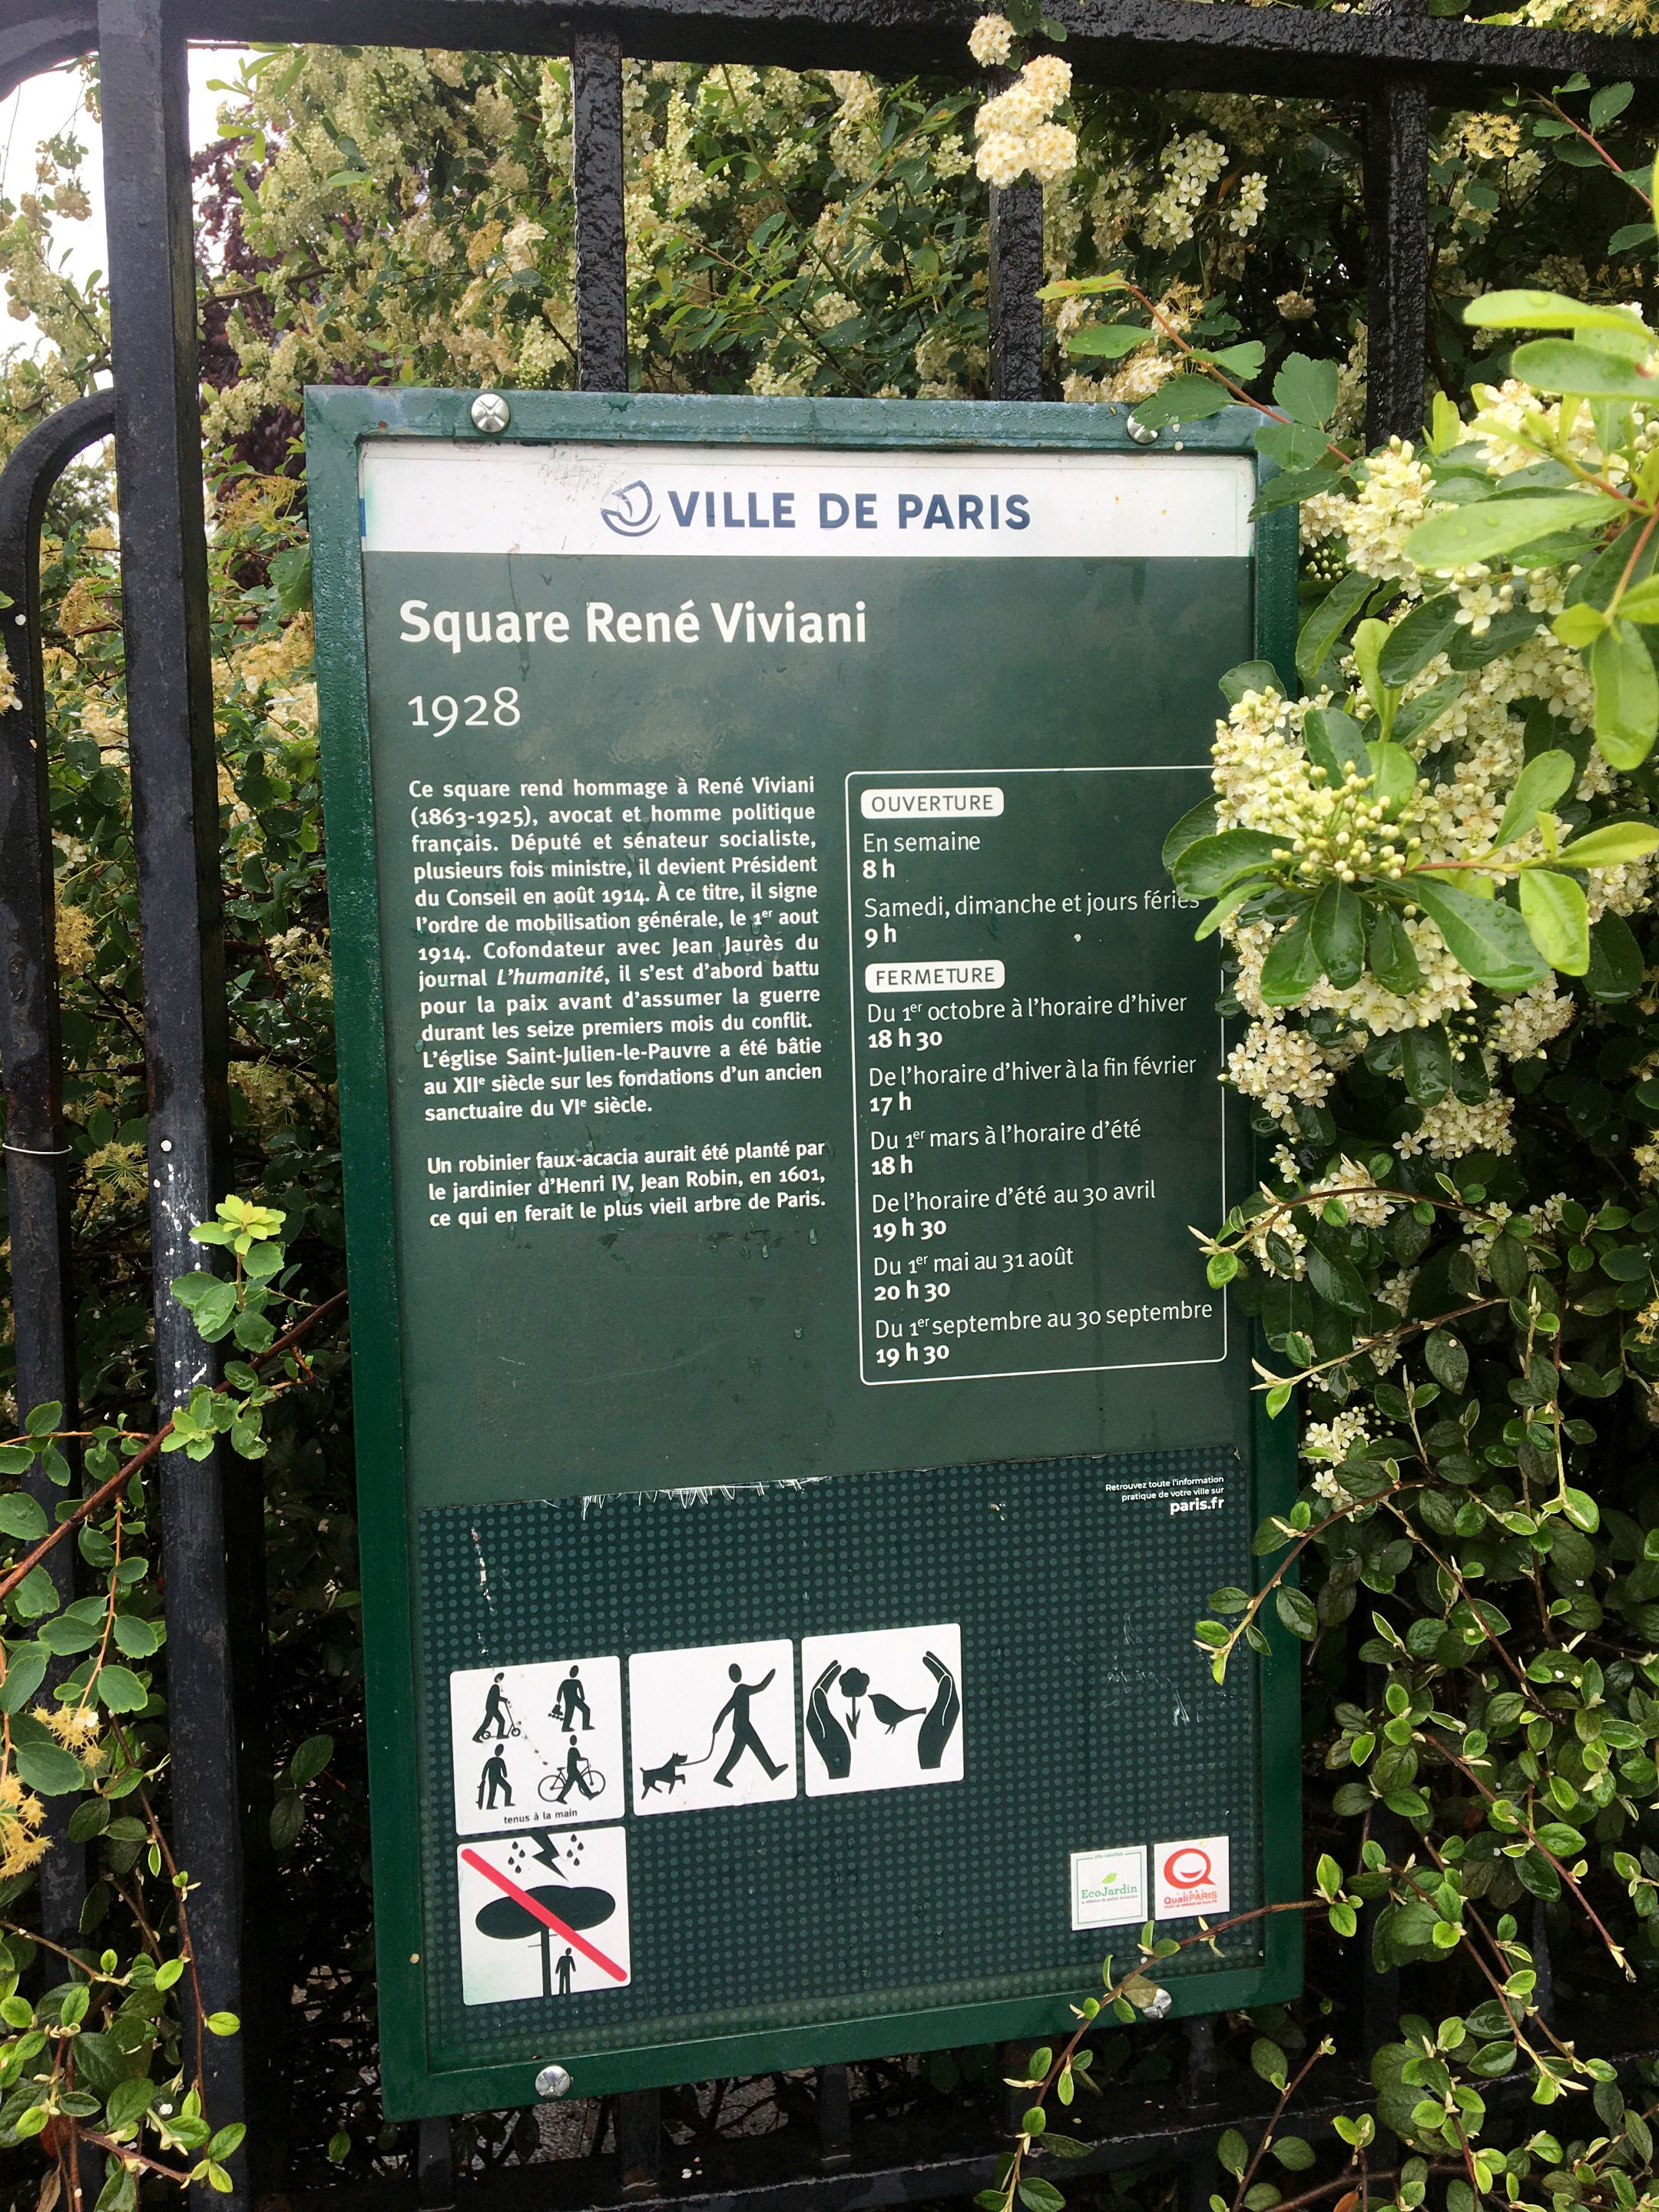 VILLE DE PARIS
Square René Viviani
1928
Ce square rend hommage à René Viviani
(1863-1925), avocat et homme politique
français. Député et sénateur socialiste,
plusieurs fois ministre, il devient Président
du Conseil en août 1914. À ce titre, il signe
l'ordre de mobilisation générale, le 1er aout
1914. Cofondateur avec Jean Jaurès du
journal L'humanité, il s'est d'abord battu
pour la paix avant d'assumer la guerre
durant les seize premiers mois du conflit.
L'église Saint-Julien-le-Pauvre a été bâtie
au XIIe siècle sur les fondations d'un ancien
sanctuaire du VIe siècle.
Un robinier faux-acacia aurait été planté par
le jardinier d'Henri IV, Jean Robin, en 1601,
ce qui en ferait le plus vieil arbre de Paris.
OUVERTURE
En semaine
8 h
Samedi, dimanche et jours fériés
9 h
FERMETURE
Du 1er octobre à l'horaire d'hiver
18 h 30
De l'horaire d'hiver à la fin février
17 h
Du 1er mars à l'horaire d'été
18 h
De l'horaire d'été au 30 avril
19 h 30
Du 1er mai au 31 août
20 h 30
Du 1er septembre au 30 septembre
19 h 30
Retrouvez toute l'information
pratique de votre ville sur
paris.fr
tenus à la main
EcoJardin
QualiPARIS